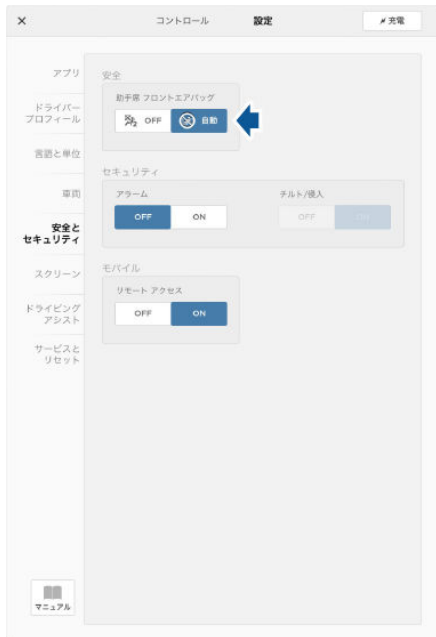 × コントロール 設定 充電
アプリ
ドライバー
プロフィール
言語と単位
車両
安全と
セキュリティ
スクリーン
ドライビング
アシスト
サービスと
リセット
マニュアル
安全
助手席 フロントエアバッグ
OFF 自動
セキュリティ
アラーム チルト/侵入
OFF ON OFF ON
モバイル
リモート アクセス
OFF ON